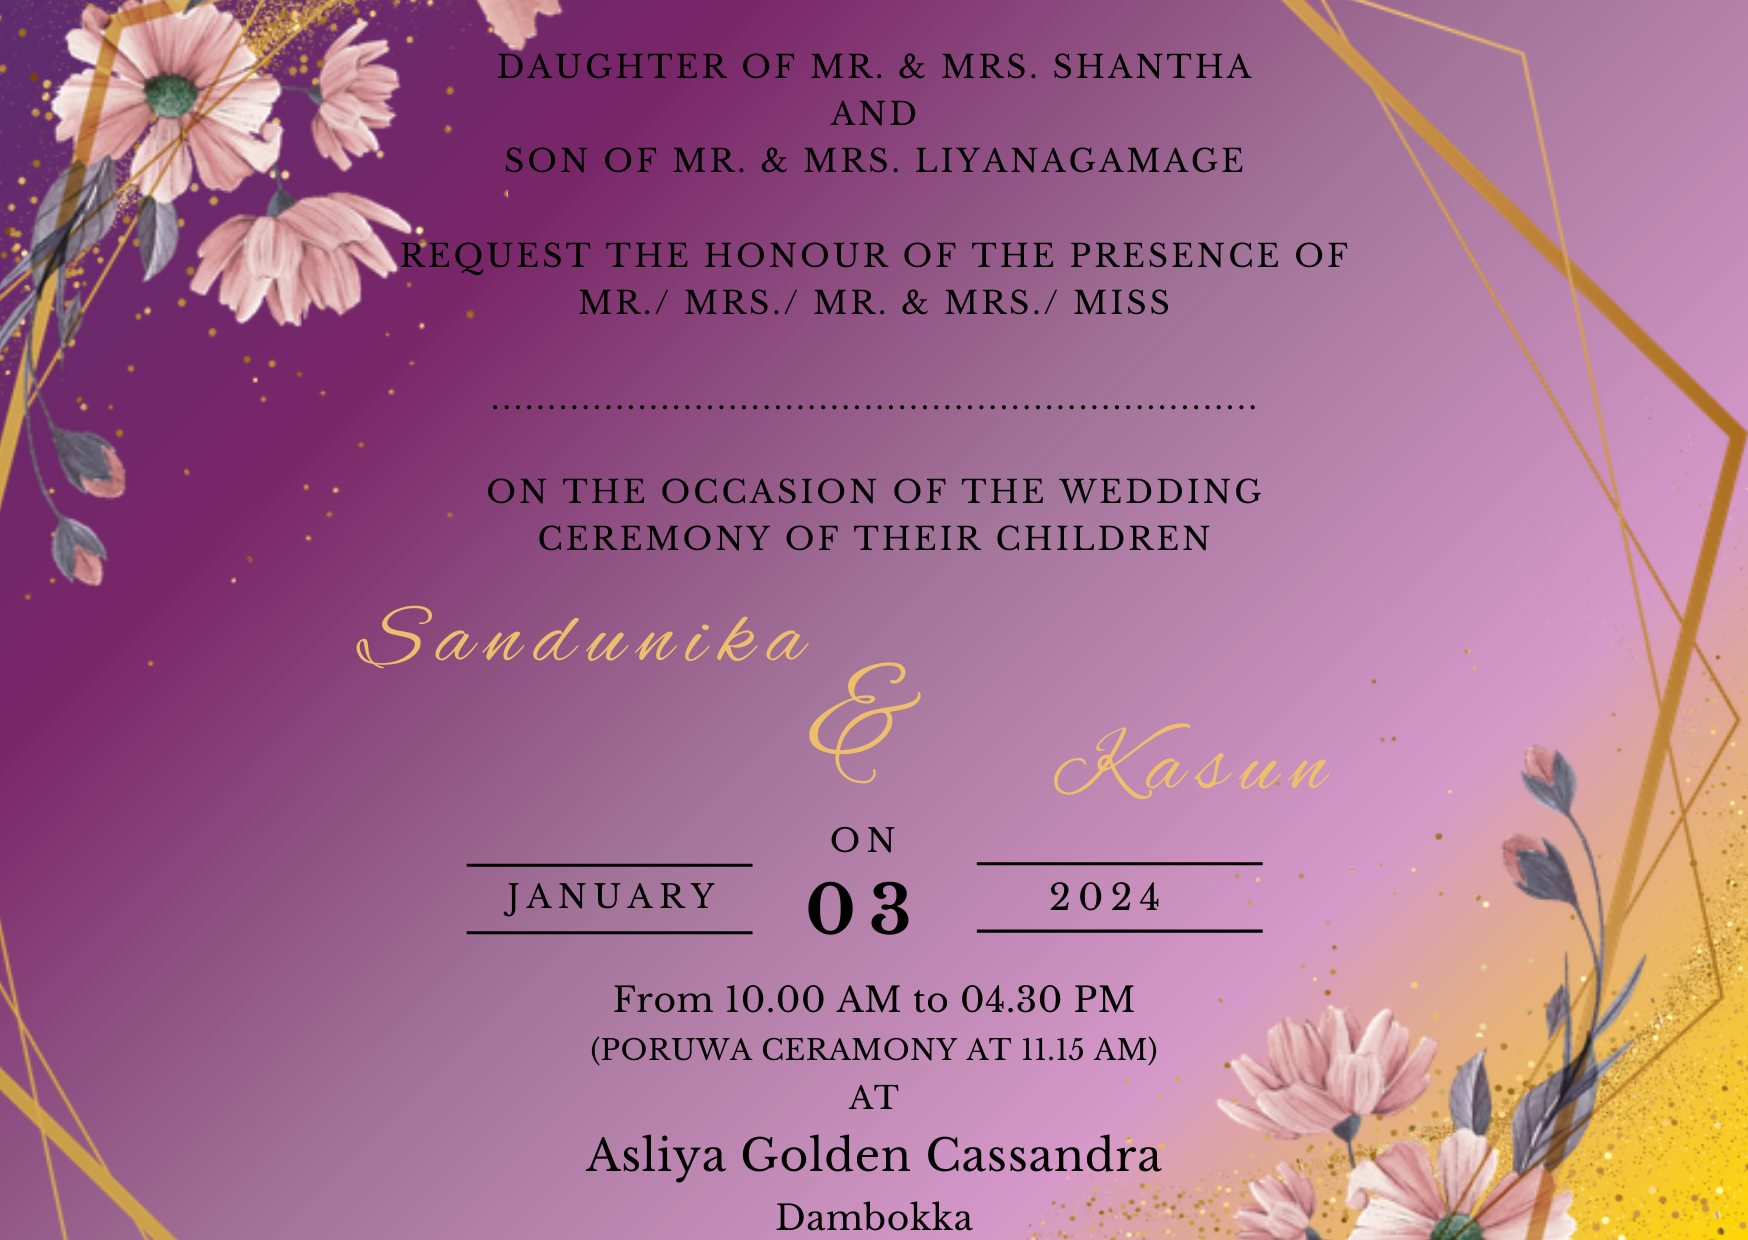 DAUGHTER OF MR. & MRS. SHANTHA
AND
SON OF MR. & MRS. LIYANAGAMAGE
REQUEST THE HONOUR OF THE PRESENCE OF
MR./ MRS./ MR. & MRS./ MISS
....................................................................
ON THE OCCASION OF THE WEDDING
CEREMONY OF THEIR CHILDREN
Sandunika
&
Kasun
ON
JANUARY 03 2024
From 10.00 AM to 04.30 PM
(PORUWA CERAMONY AT 11.15 AM)
AT
Asliya Golden Cassandra
Dambokka